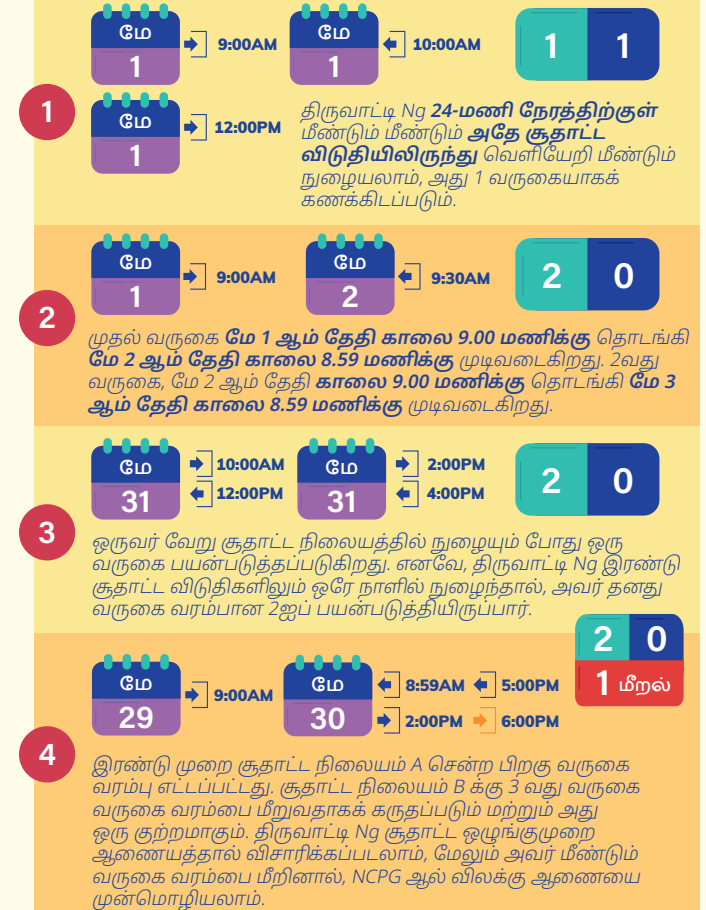 மே
1
9:00AM
மே
1
10:00AM
1 1
1
மே
1
12:00PM
திருவாட்டி Ng 24-மணி நேரத்திற்குள்
மீண்டும் மீண்டும் அதே சூதாட்ட
விடுதியிலிருந்து வெளியேறி மீண்டும்
நுழையலாம், அது 1 வருகையாகக்
கணக்கிடப்படும்.
2
மே
1
9:00AM
மே
2
9:30AM
2 0
முதல் வருகை மே 1 ஆம் தேதி காலை 9.00 மணிக்கு தொடங்கி
மே 2 ஆம் தேதி காலை 8.59 மணிக்கு முடிவடைகிறது. 2வது
வருகை, மே 2 ஆம் தேதி காலை 9.00 மணிக்கு தொடங்கி மே 3
ஆம் தேதி காலை 8.59 மணிக்கு முடிவடைகிறது.
3
மே
31
10:00AM
12:00PM
மே
31
2:00PM
4:00PM
2 0
ஒருவர் வேறு சூதாட்ட நிலையத்தில் நுழையும் போது ஒரு
வருகை பயன்படுத்தப்படுகிறது. எனவே, திருவாட்டி Ng இரண்டு
சூதாட்ட விடுதிகளிலும் ஒரே நாளில் நுழைந்தால், அவர் தனது
வருகை வரம்பான 2ஐப் பயன்படுத்தியிருப்பார்.
4
மே
29
9:00AM
மே
30
8:59AM 5:00PM
2:00PM 6:00PM
2 0
1 மீறல்
இரண்டு முறை சூதாட்ட நிலையம் A சென்ற பிறகு வருகை
வரம்பு எட்டப்பட்டது. சூதாட்ட நிலையம் B க்கு 3 வது வருகை
வருகை வரம்பை மீறுவதாகக் கருதப்படும் மற்றும் அது
ஒரு குற்றமாகும். திருவாட்டி Ng சூதாட்ட ஒழுங்குமுறை
ஆணையத்தால் விசாரிக்கப்படலாம், மேலும் அவர் மீண்டும்
வருகை வரம்பை மீறினால், NCPG ஆல் விலக்கு ஆணையை
முன்மொழியலாம்.